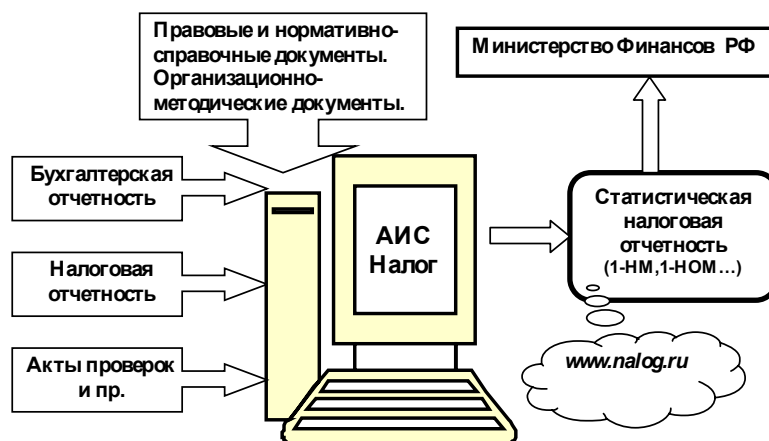 Правовые и нормативно-
справочные документы.
Организационно-
методические документы.
Министерство Финансов РФ
Бухгалтерская
отчетность
Налоговая
отчетность
Акты проверок
и пр.
АИС
Налог
Статистическая
налоговая
отчетность
(1-НМ,1-НОМ...)
www.nalog.ru